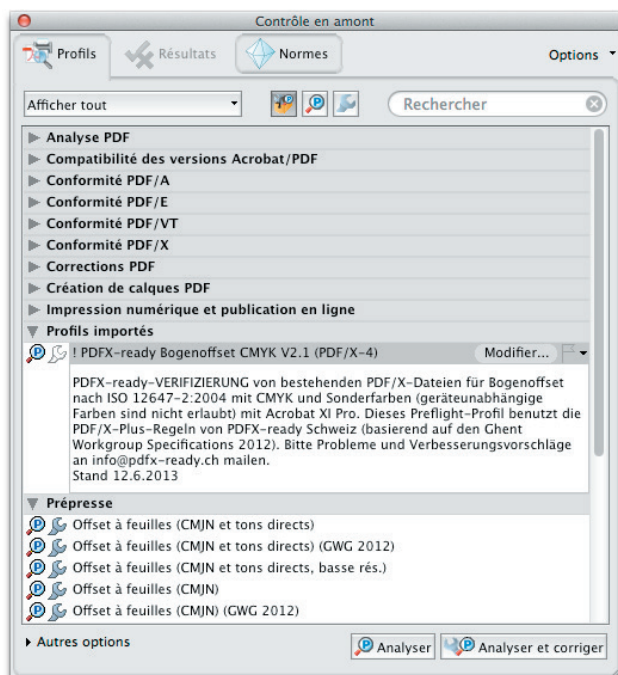 Contrôle en amont
Profils
Résultats
Normes
Options
Afficher tout
Rechercher
Analyse PDF
Compatibilité des versions Acrobat/PDF
Conformité PDF/A
Conformité PDF/E
Conformité PDF/VT
Conformité PDF/X
Corrections PDF
Création de calques PDF
Impression numérique et publication en ligne
Profils importés
! PDFX-ready Bogenoffset CMYK V2.1 (PDF/X-4)
Modifier...
PDFX-ready-VERIFIZIERUNG von bestehenden PDF/X-Dateien für Bogenoffset
nach ISO 12647-2:2004 mit CMYK und Sonderfarben (geräteunabhängige
Farben sind nicht erlaubt) mit Acrobat XI Pro. Dieses Preflight-Profil benutzt die
PDF/X-Plus-Regeln von PDFX-ready Schweiz (basierend auf den Ghent
Workgroup Specifications 2012). Bitte Probleme und Verbesserungsvorschläge
an info@pdfx-ready.ch mailen.
Stand 12.6.2013
Prépresse
Offset à feuilles (CMJN et tons directs)
Offset à feuilles (CMJN et tons directs) (GWG 2012)
Offset à feuilles (CMJN et tons directs, basse rés.)
Offset à feuilles (CMJN)
Offset à feuilles (CMJN) (GWG 2012)
Autres options
Analyser
Analyser et corriger